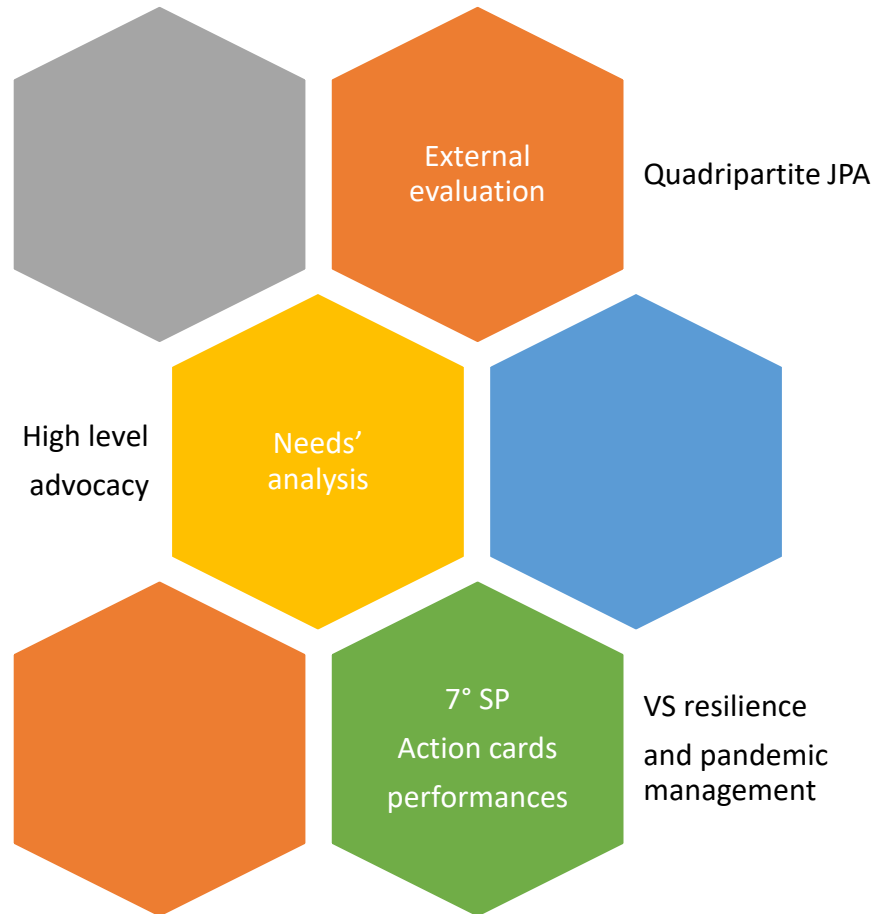 External
evaluation
Quadripartite JPA
High level
advocacy
Needs’
analysis
7° SP
Action cards
performances
VS resilience
and pandemic
management